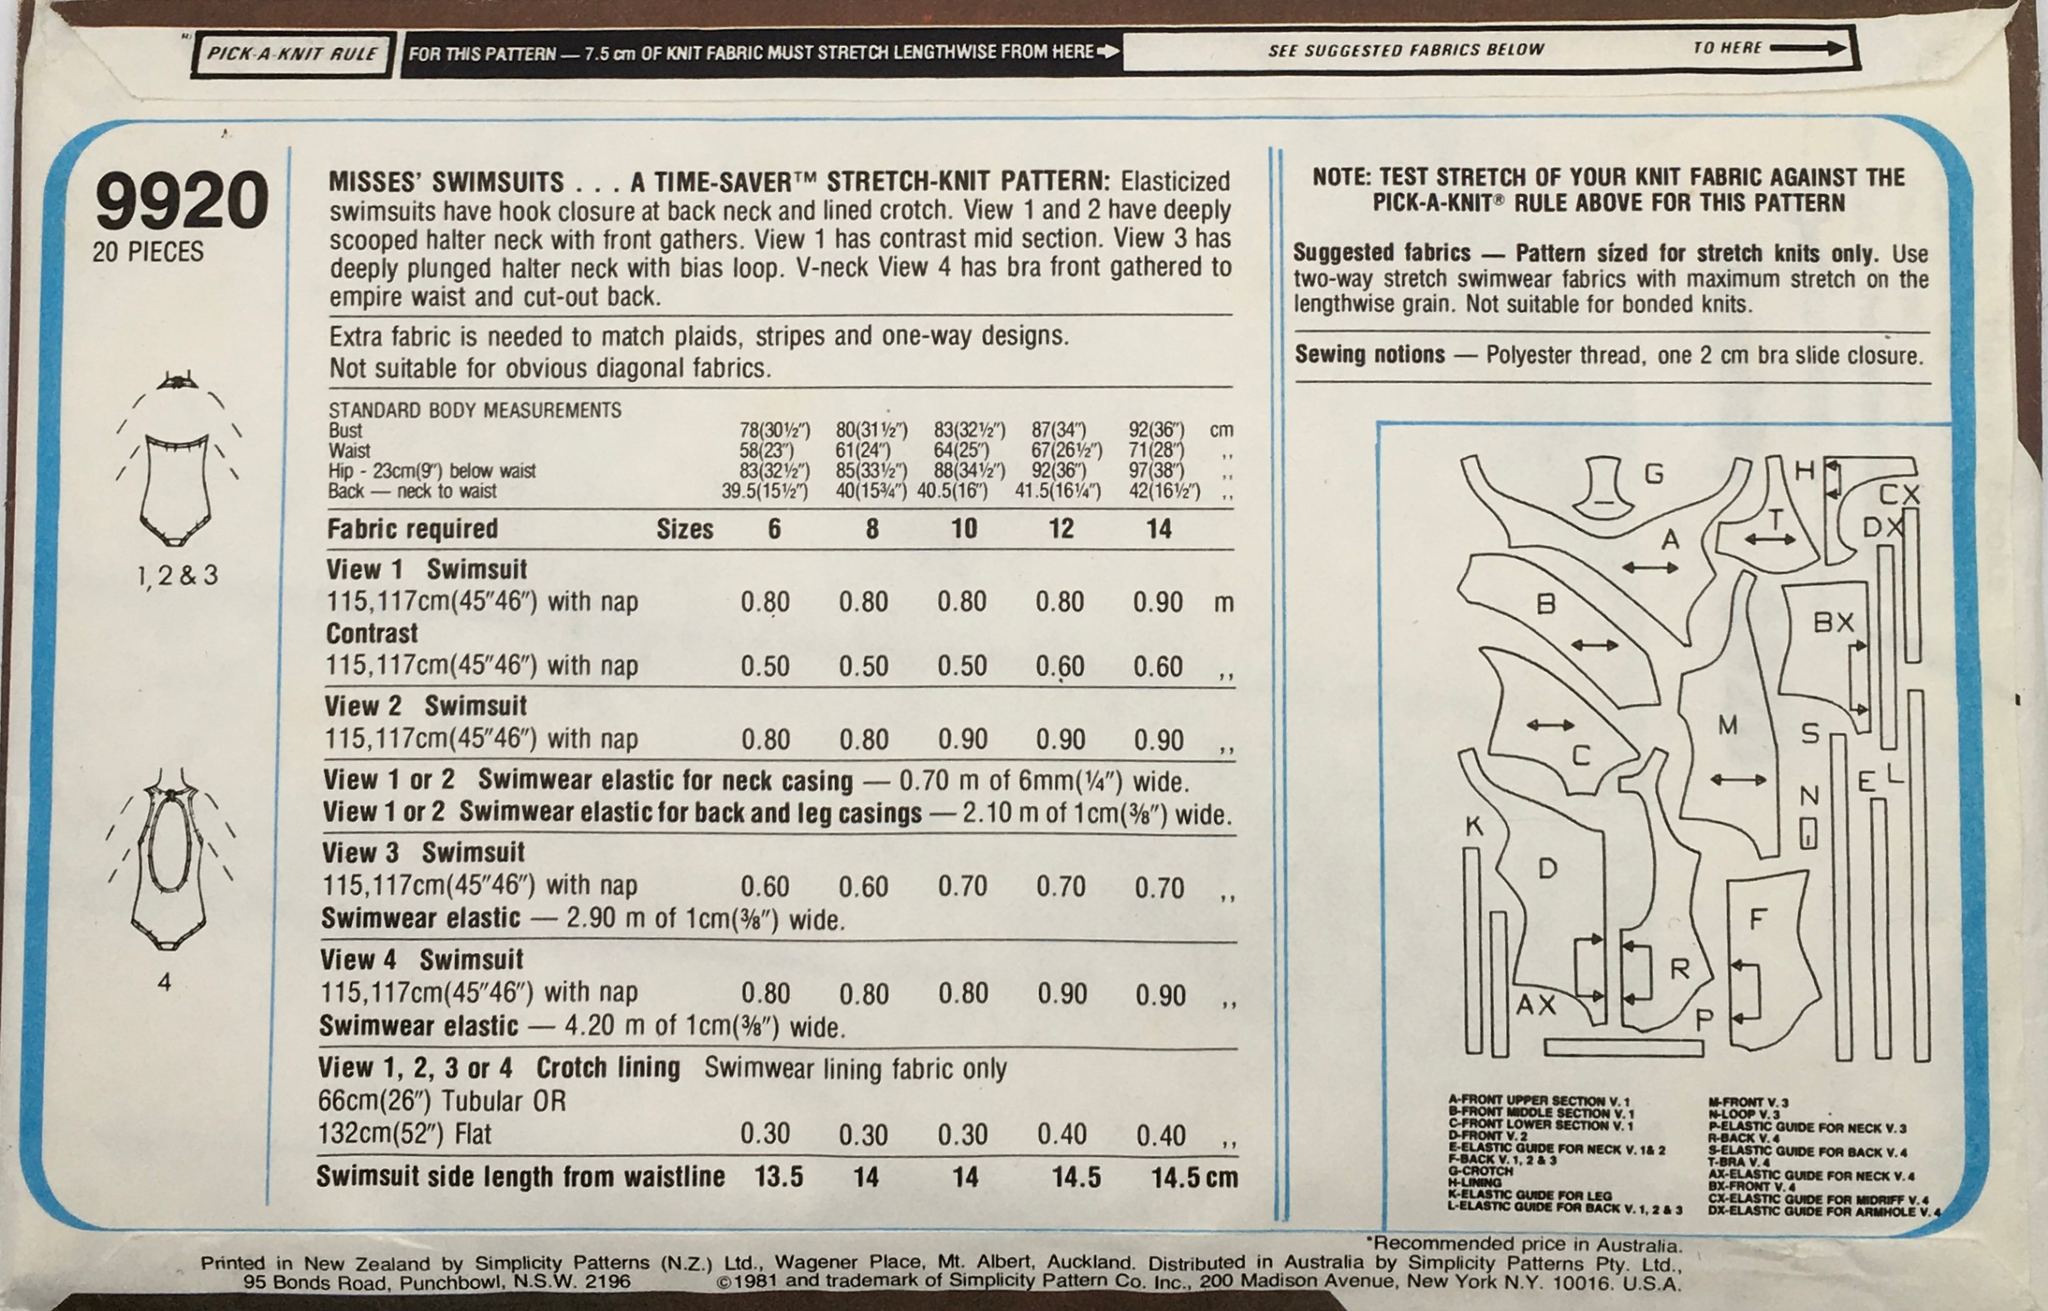 PICK-A-KNIT RULE FOR THIS PATTERN — 7.5 cm OF KNIT FABRIC MUST STRETCH LENGTHWISE FROM HERE SEE SUGGESTED FABRICS BELOW TO HERE
9920
20 PIECES
1, 2 & 3
4
MISSES' SWIMSUITS . . . A TIME-SAVER™ STRETCH-KNIT PATTERN: Elasticized
swimsuits have hook closure at back neck and lined crotch. View 1 and 2 have deeply
scooped halter neck with front gathers. View 1 has contrast mid section. View 3 has
deeply plunged halter neck with bias loop. V-neck View 4 has bra front gathered to
empire waist and cut-out back.
Extra fabric is needed to match plaids, stripes and one-way designs.
Not suitable for obvious diagonal fabrics.
STANDARD BODY MEASUREMENTS
Bust 78(30½") 80(31½") 83(32½") 87(34") 92(36") cm
Waist 58(23") 61(24") 64(25") 67(26½") 71(28") ,,
Hip - 23cm(9") below waist 83(32½") 85(33½") 88(34½") 92(36") 97(38") ,,
Back — neck to waist 39.5(15½") 40(15¾") 40.5(16") 41.5(16¼") 42(16½") ,,
Fabric required Sizes 6 8 10 12 14
View 1 Swimsuit
115,117cm(45"46") with nap 0.80 0.80 0.80 0.80 0.90 m
Contrast
115,117cm(45"46") with nap 0.50 0.50 0.50 0.60 0.60 ,,
View 2 Swimsuit
115,117cm(45"46") with nap 0.80 0.80 0.90 0.90 0.90 ,,
View 1 or 2 Swimwear elastic for neck casing — 0.70 m of 6mm(¼") wide.
View 1 or 2 Swimwear elastic for back and leg casings — 2.10 m of 1cm(⅜") wide.
View 3 Swimsuit
115,117cm(45"46") with nap 0.60 0.60 0.70 0.70 0.70 ,,
Swimwear elastic — 2.90 m of 1cm(⅜") wide.
View 4 Swimsuit
115,117cm(45"46") with nap 0.80 0.80 0.80 0.90 0.90 ,,
Swimwear elastic — 4.20 m of 1cm(⅜") wide.
View 1, 2, 3 or 4 Crotch lining Swimwear lining fabric only
66cm(26") Tubular OR
132cm(52") Flat 0.30 0.30 0.30 0.40 0.40 ,,
Swimsuit side length from waistline 13.5 14 14 14.5 14.5 cm
NOTE: TEST STRETCH OF YOUR KNIT FABRIC AGAINST THE
PICK-A-KNIT® RULE ABOVE FOR THIS PATTERN
Suggested fabrics — Pattern sized for stretch knits only. Use
two-way stretch swimwear fabrics with maximum stretch on the
lengthwise grain. Not suitable for bonded knits.
Sewing notions — Polyester thread, one 2 cm bra slide closure.
G H
CX
T DX
A
B BX
M S
C
E L
N
K
D F
R
AX P
A-FRONT UPPER SECTION V. 1
B-FRONT MIDDLE SECTION V. 1
C-FRONT LOWER SECTION V. 1
D-FRONT V. 2
E-ELASTIC GUIDE FOR NECK V. 1& 2
F-BACK V. 1, 2 & 3
G-CROTCH
H-LINING
K-ELASTIC GUIDE FOR LEG
L-ELASTIC GUIDE FOR BACK V. 1, 2 & 3
M-FRONT V. 3
N-LOOP V. 3
P-ELASTIC GUIDE FOR NECK V. 3
R-BACK V. 4
S-ELASTIC GUIDE FOR BACK V. 4
T-BRA V. 4
AX-ELASTIC GUIDE FOR NECK V. 4
BX-FRONT V. 4
CX-ELASTIC GUIDE FOR MIDRIFF V. 4
DX-ELASTIC GUIDE FOR ARMHOLE V. 4
*Recommended price in Australia.
Printed in New Zealand by Simplicity Patterns (N.Z.) Ltd., Wagener Place, Mt. Albert, Auckland. Distributed in Australia by Simplicity Patterns Pty. Ltd.,
95 Bonds Road, Punchbowl, N.S.W. 2196 ©1981 and trademark of Simplicity Pattern Co. Inc., 200 Madison Avenue, New York N.Y. 10016. U.S.A.